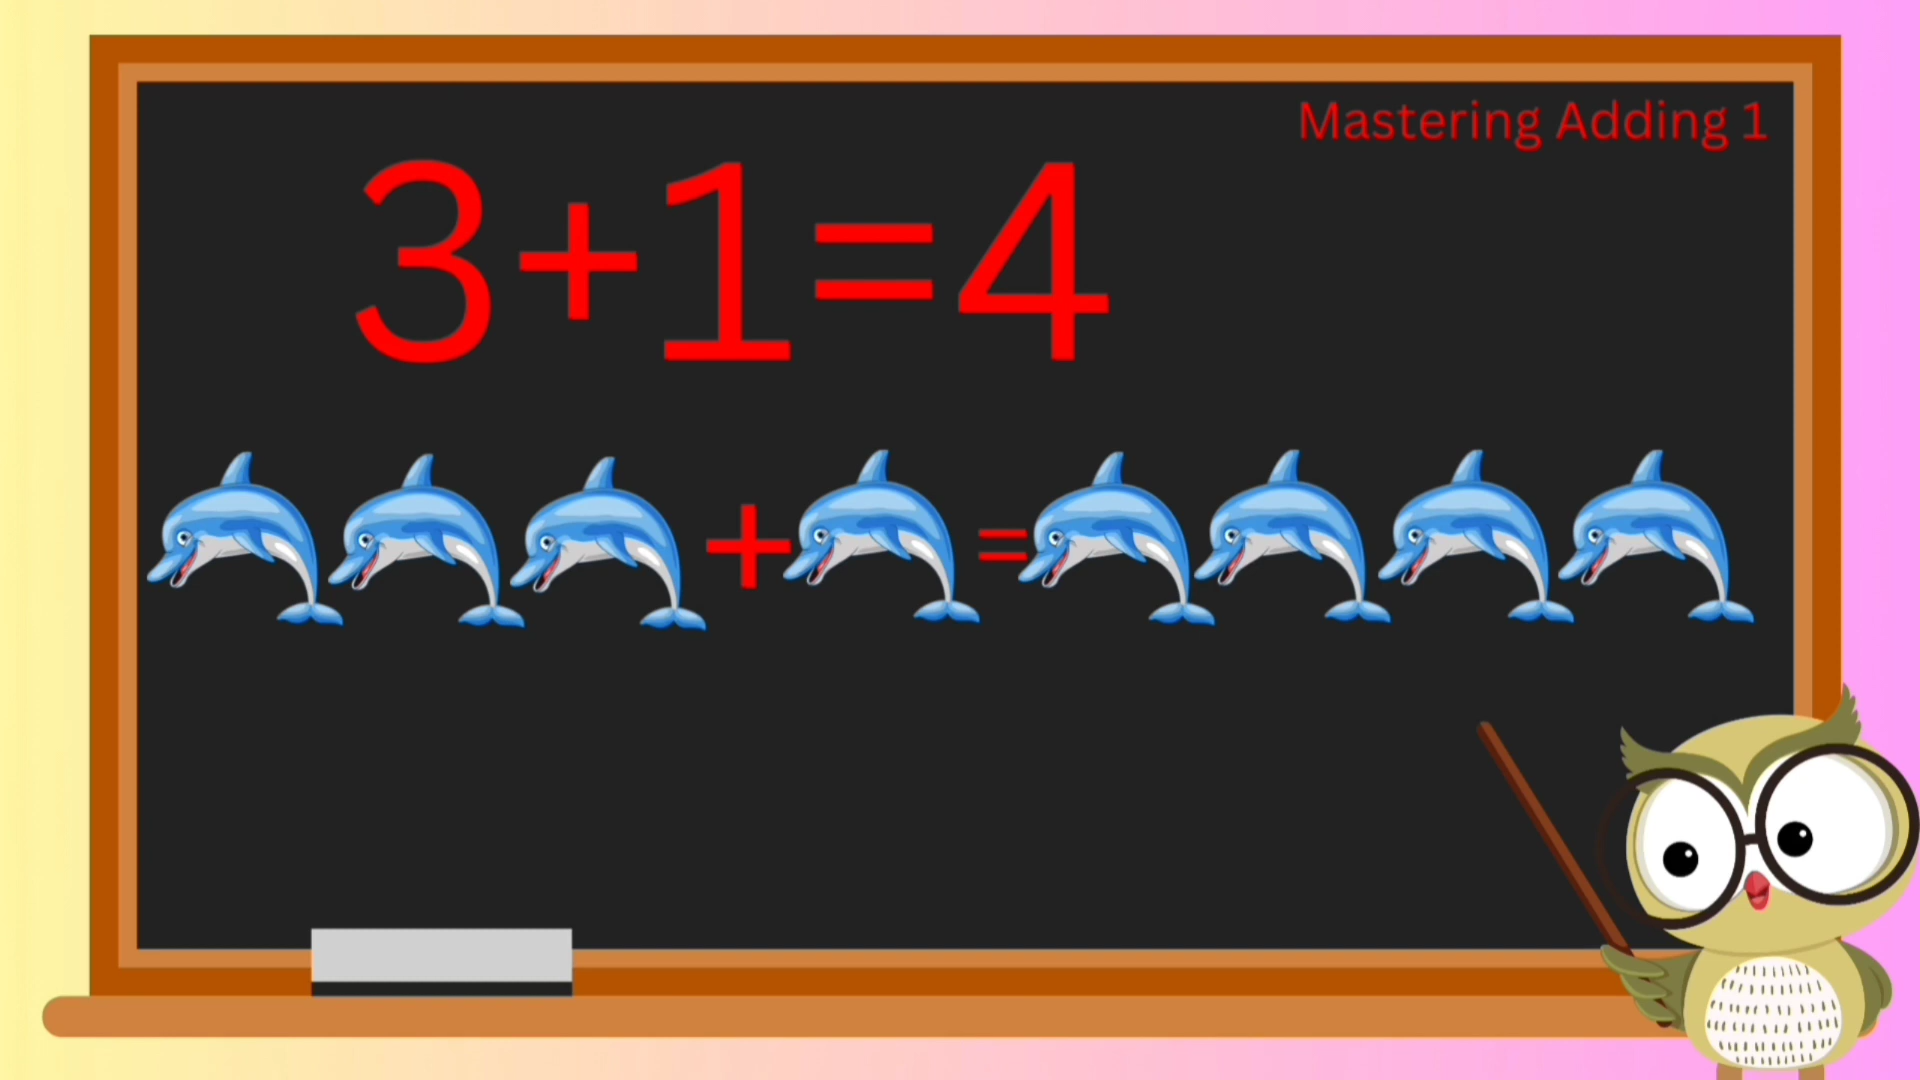 Mastering Adding 1
3+1=4
+ =